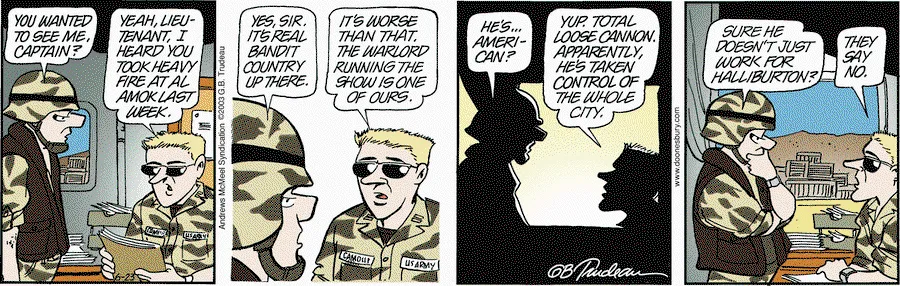 YOU WANTED
TO SEE ME,
CAPTAIN?
YEAH, LIEU-
TENANT. I
HEARD YOU
TOOK HEAVY
FIRE AT AL
AMOK LAST
WEEK.
U.S. ARMY
6-23
Andrews McMeel Syndication ©2003 G.B. Trudeau
YES, SIR.
IT'S REAL
BANDIT
COUNTRY
UP THERE.
IT'S WORSE
THAN THAT.
THE WARLORD
RUNNING THE
SHOW IS ONE
OF OURS.
US ARMY
HE'S...
AMERI-
CAN?
YUP. TOTAL
LOOSE CANNON.
APPARENTLY,
HE'S TAKEN
CONTROL OF
THE WHOLE
CITY.
GB Trudeau
www.doonesbury.com
SURE HE
DOESN'T JUST
WORK FOR
HALLIBURTON?
THEY
SAY
NO.